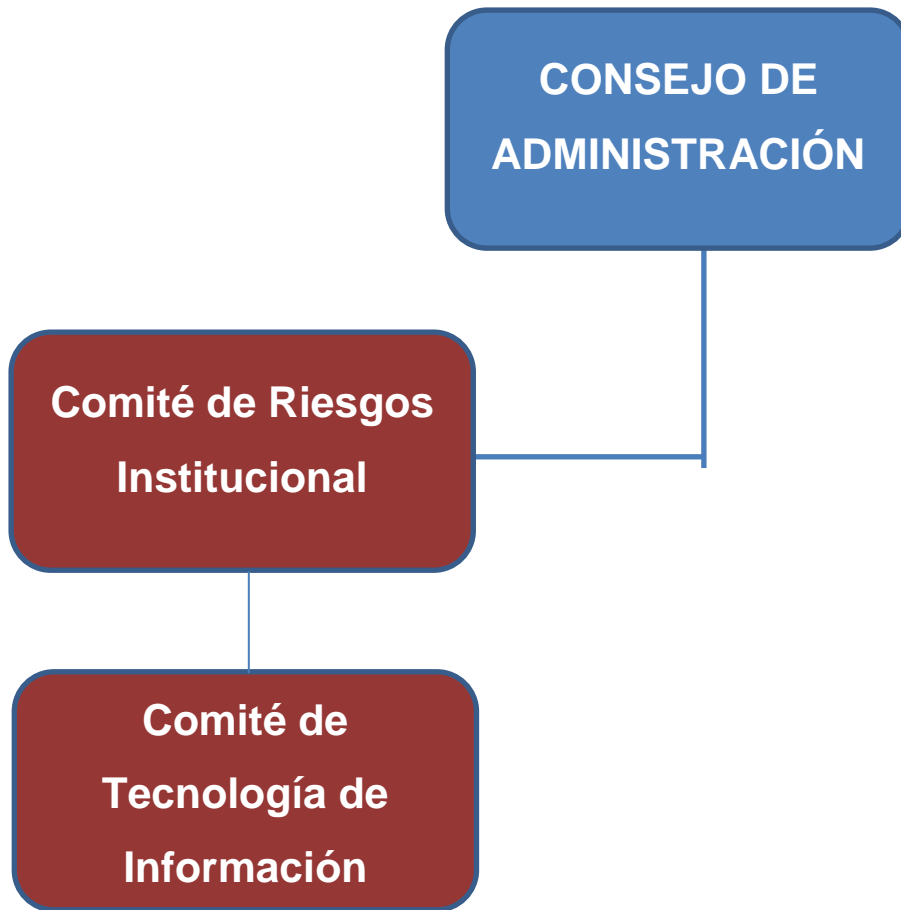 CONSEJO DE
ADMINISTRACIÓN
Comité de Riesgos
Institucional
Comité de
Tecnología de
Información